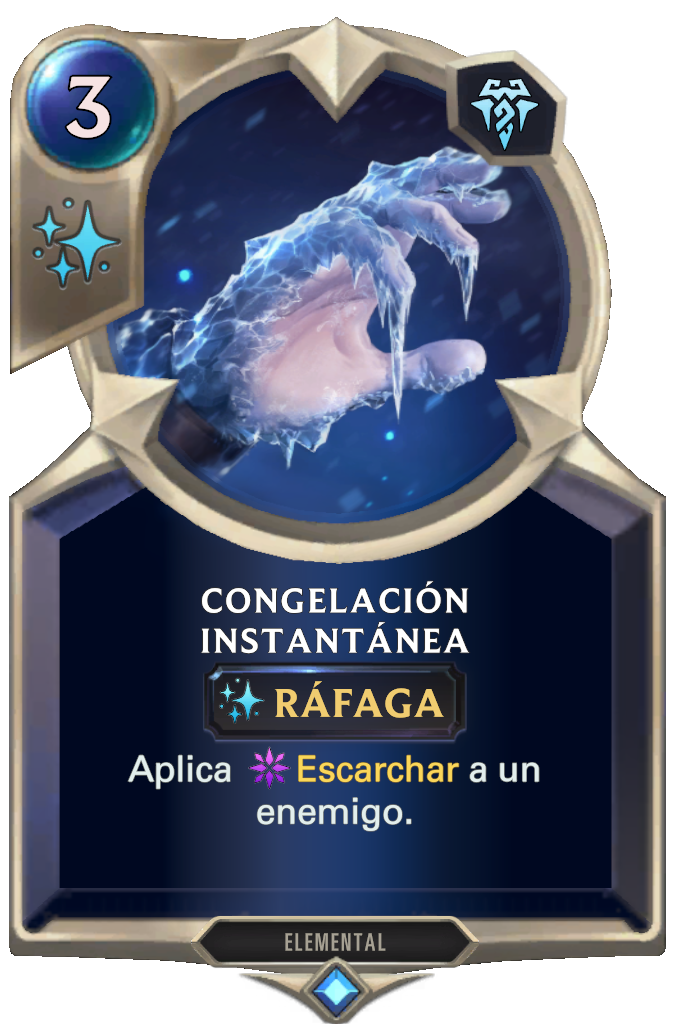 3
CONGELACIÓN
INSTANTÁNEA
RÁFAGA
Aplica Escarchar a un
enemigo.
ELEMENTAL